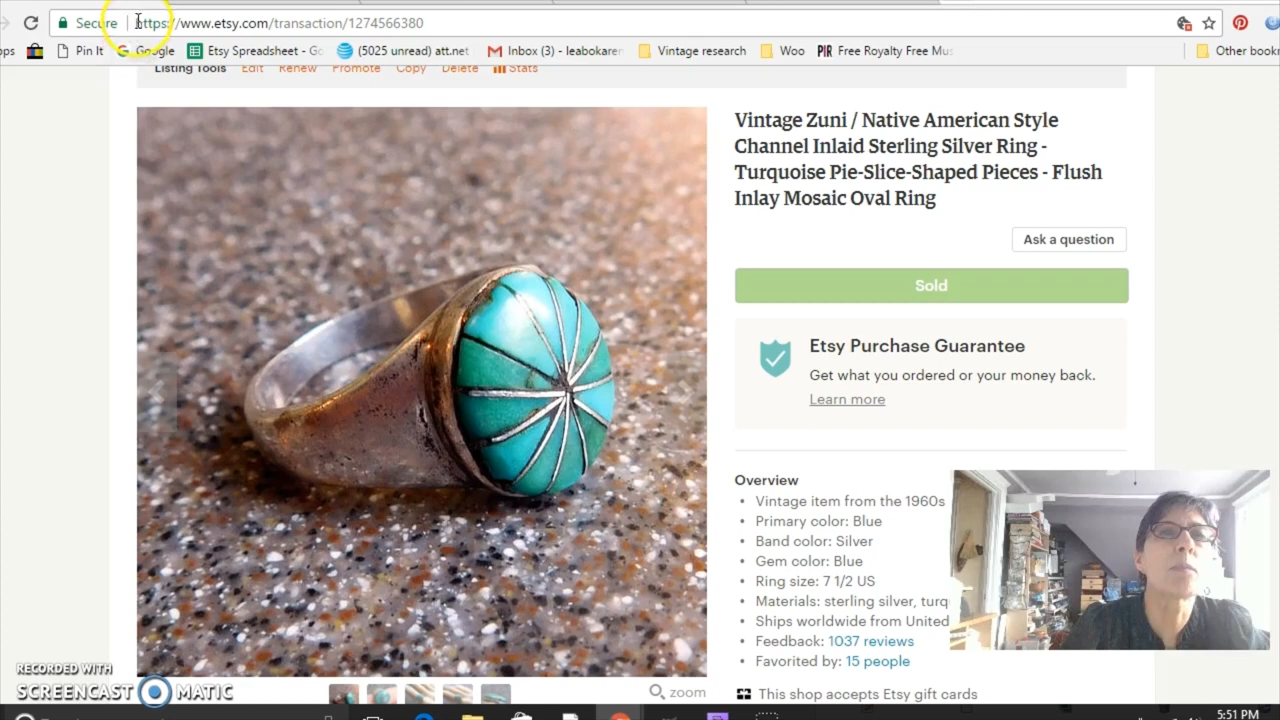 Secure | https://www.etsy.com/transaction/1274566380
Pin It Google Etsy Spreadsheet - Go (5025 unread) att.net Inbox (3) - leabokaren Vintage research Woo PIR Free Royalty Free Mus Other book
Listing Tools Edit Renew Promote Copy Delete Stats
Vintage Zuni / Native American Style
Channel Inlaid Sterling Silver Ring -
Turquoise Pie-Slice-Shaped Pieces - Flush
Inlay Mosaic Oval Ring
Ask a question
Sold
Etsy Purchase Guarantee
Get what you ordered or your money back.
Learn more
Overview
• Vintage item from the 1960s
• Primary color: Blue
• Band color: Silver
• Gem color: Blue
• Ring size: 7 1/2 US
• Materials: sterling silver, turq
• Ships worldwide from United
• Feedback: 1037 reviews
• Favorited by: 15 people
This shop accepts Etsy gift cards
zoom
RECORDED WITH
SCREENCAST MATIC
5:51 PM